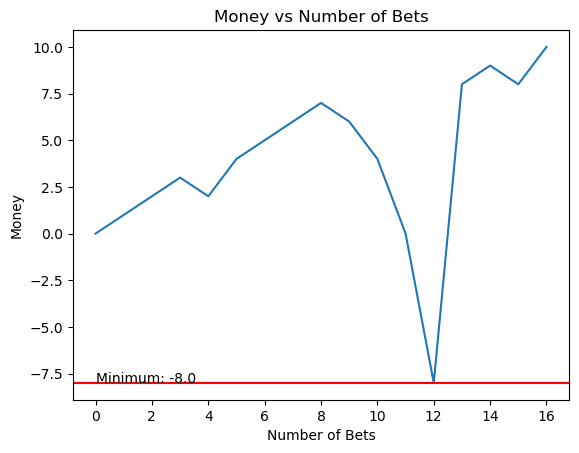 Money vs Number of Bets
10.0
7.5
5.0
2.5
0.0
−2.5
−5.0
−7.5
Money
Minimum: -8.0
0 2 4 6 8 10 12 14 16
Number of Bets